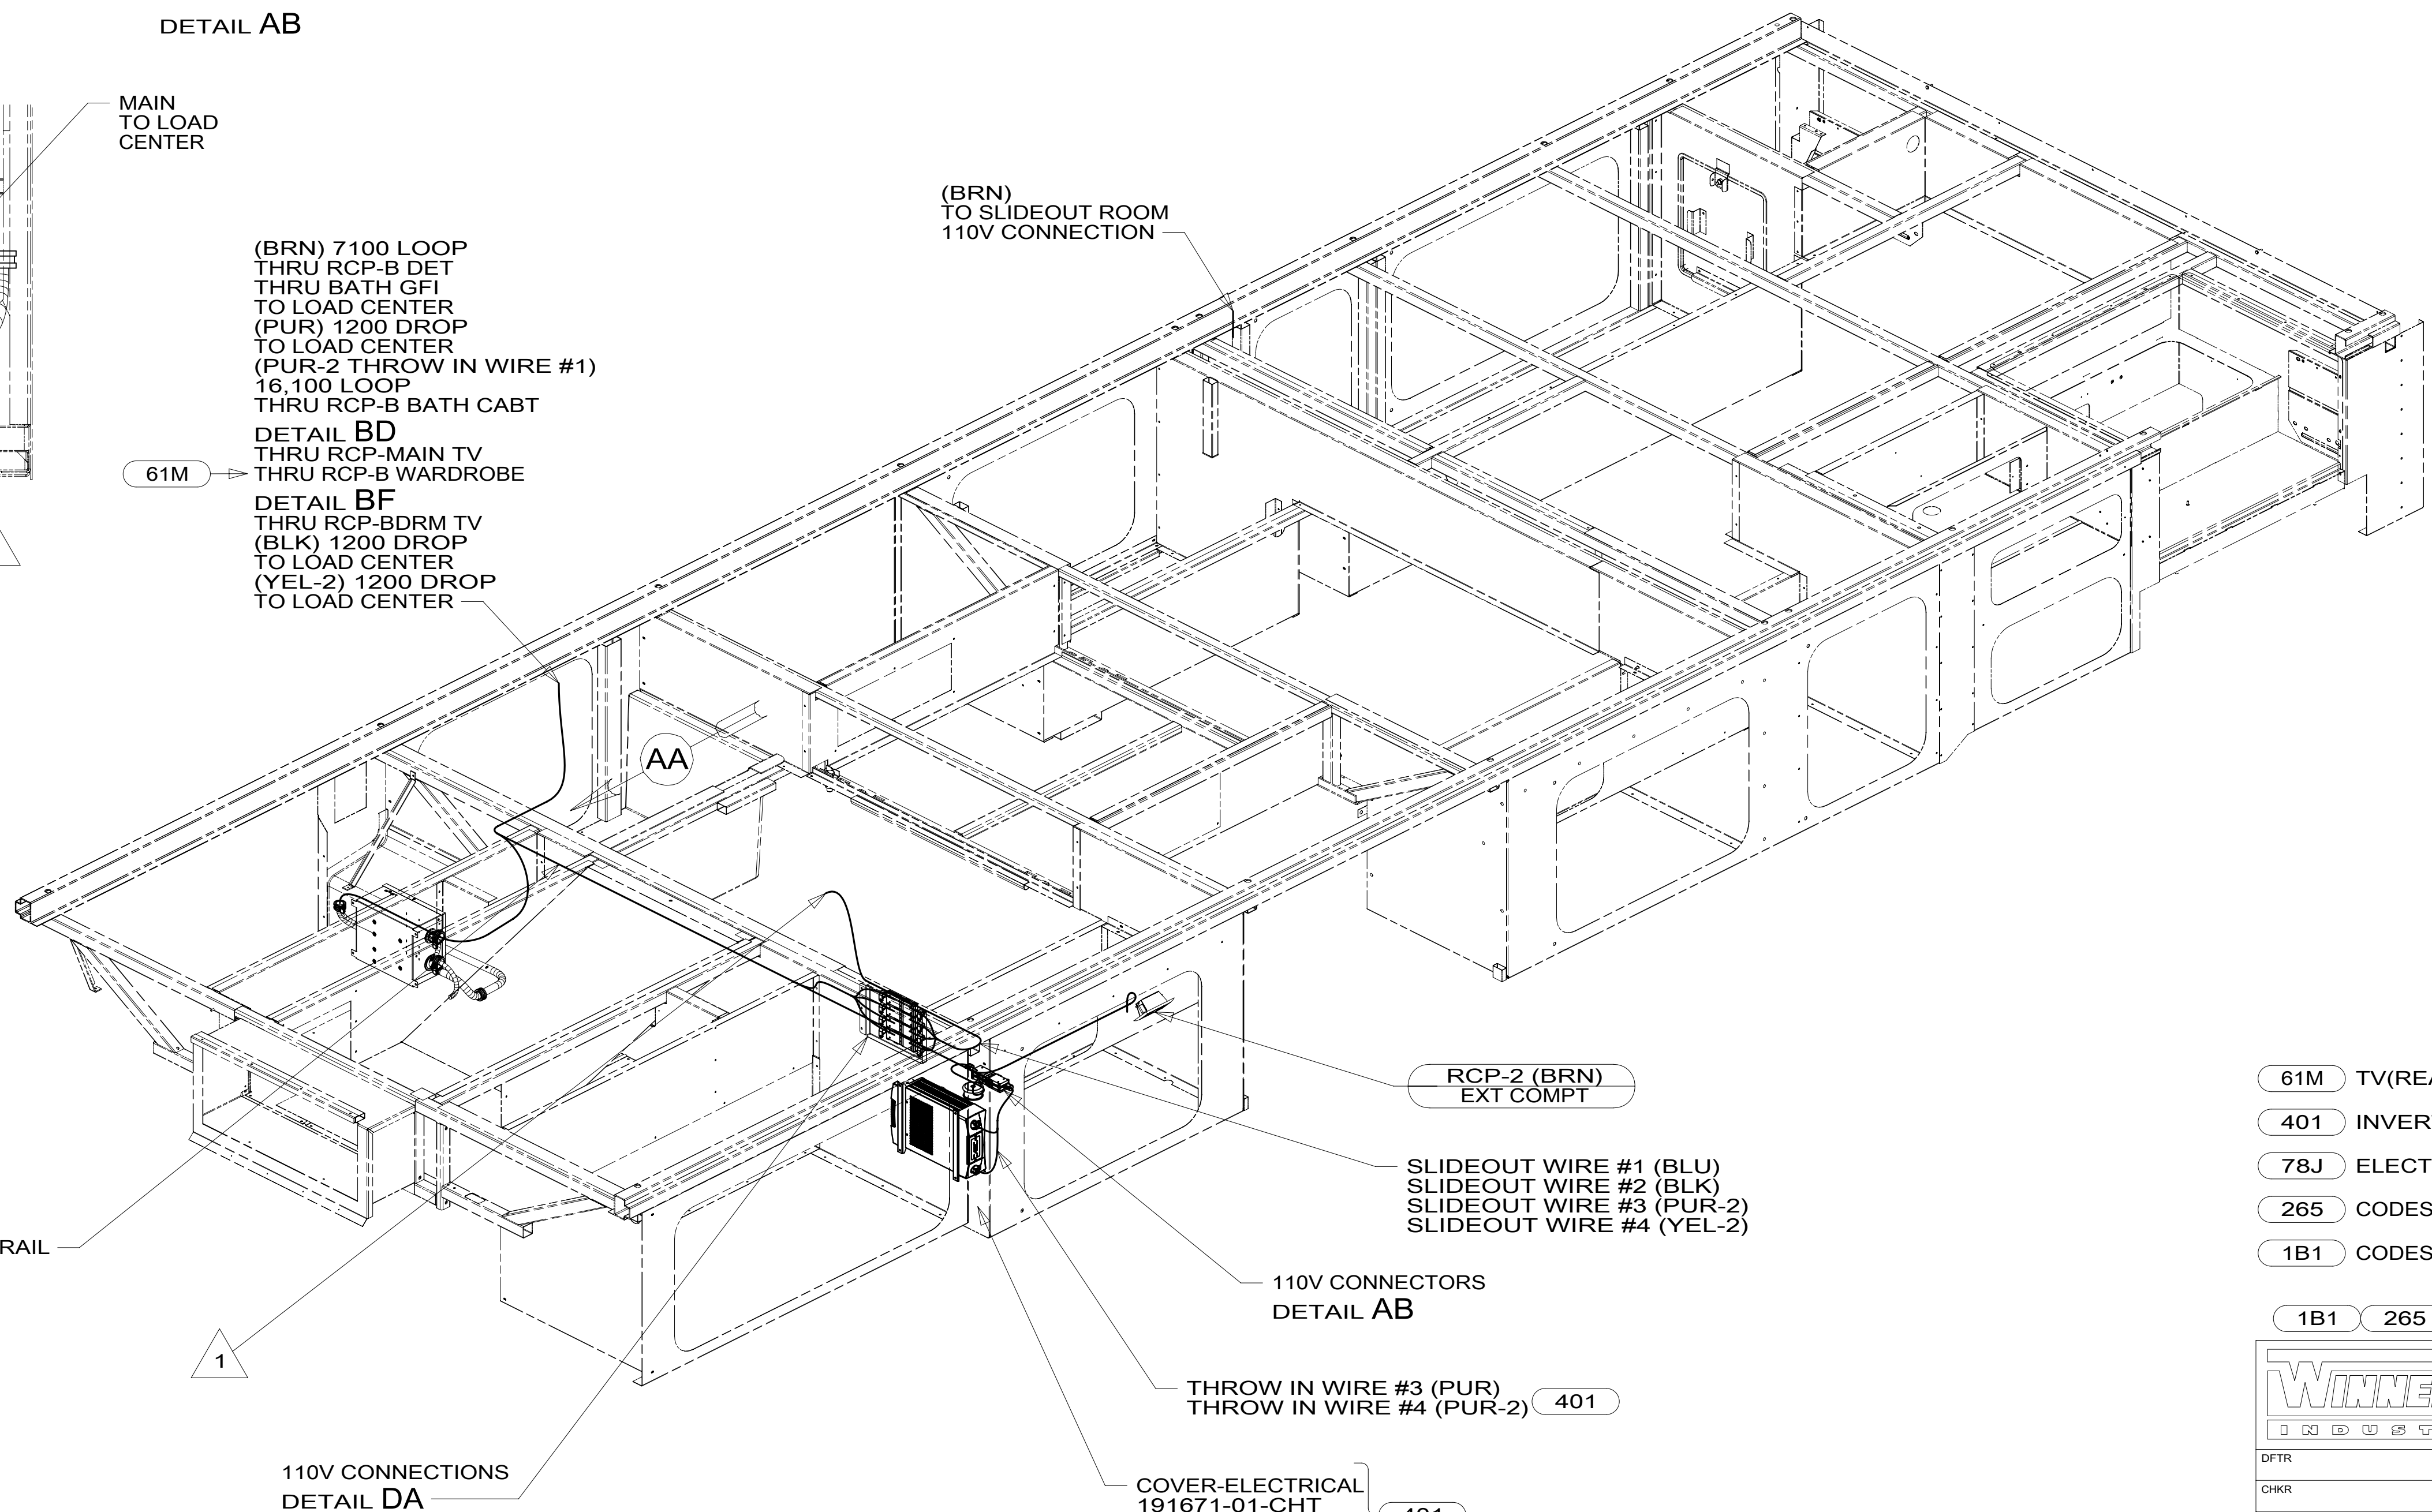 DETAIL AB
MAIN
TO LOAD
CENTER
(BRN) 7100 LOOP
THRU RCP-B DET
THRU BATH GFI
TO LOAD CENTER
(PUR) 1200 DROP
TO LOAD CENTER
(PUR-2 THROW IN WIRE #1)
16,100 LOOP
THRU RCP-B BATH CABT
DETAIL BD
THRU RCP-MAIN TV
61M THRU RCP-B WARDROBE
DETAIL BF
THRU RCP-BDRM TV
(BLK) 1200 DROP
TO LOAD CENTER
(YEL-2) 1200 DROP
TO LOAD CENTER
(BRN)
TO SLIDEOUT ROOM
110V CONNECTION
AA
RCP-2 (BRN)
EXT COMPT
SLIDEOUT WIRE #1 (BLU)
SLIDEOUT WIRE #2 (BLK)
SLIDEOUT WIRE #3 (PUR-2)
SLIDEOUT WIRE #4 (YEL-2)
RAIL
110V CONNECTORS
DETAIL AB
1
THROW IN WIRE #3 (PUR)
THROW IN WIRE #4 (PUR-2) 401
110V CONNECTIONS
DETAIL DA
COVER-ELECTRICAL
191671-01-CHT
61M TV(REA
401 INVER
78J ELECT
265 CODES
1B1 CODES
1B1 265
WINNE
INDUST
DFTR
CHKR